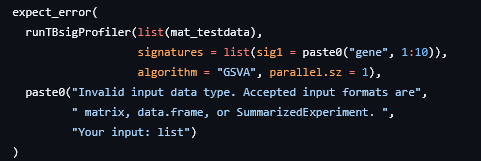 expect_error(
  runTBsigProfiler(list(mat_testdata),
                   signatures = list(sig1 = paste0("gene", 1:10)),
                   algorithm = "GSVA", parallel.sz = 1),
  paste0("Invalid input data type. Accepted input formats are",
         " matrix, data.frame, or SummarizedExperiment. ",
         "Your input: list")
)